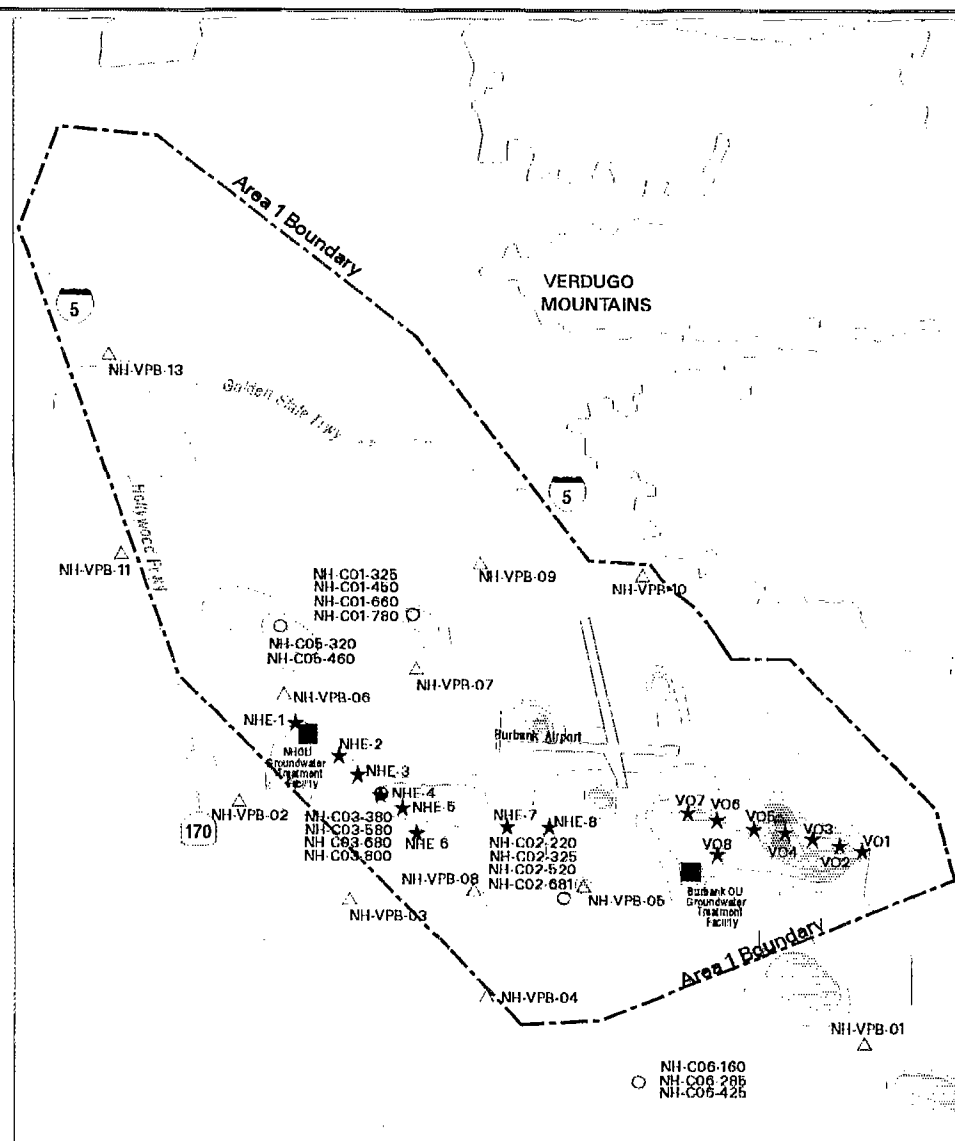 Area 1 Boundary
VERDUGO
MOUNTAINS
5
NH-VPB-13
Golden State Frwy
5
Hollywood Frwy
NH-VPB-11
NH-VPB-09
NH-VPB-10
NH-C01-325
NH-C01-450
NH-C01-660
NH-C01-780
NH-C05-320
NH-C05-460
NH-VPB-07
NH-VPB-06
NHE-1
NHOU
Groundwater
Treatment
Facility
NHE-2
Burbank Airport
NHE-3
NHE-4
NHE-5
NHE 6
NH-VPB-02
170
NH-C03-380
NH-C03-580
NH-C03-680
NH-C03-800
NHE-7
NHE-8
NH-C02-220
NH-C02-325
NH-C02-520
NH-C02-681
VO7
VO6
VO5
VO4
VO3
VO2
VO1
VO8
NH-VPB-08
NH-VPB-05
Burbank OU
Groundwater
Treatment
Facility
NH-VPB-03
Area 1 Boundary
NH-VPB-04
NH-VPB-01
NH-C06-160
NH-C06-285
NH-C06-425